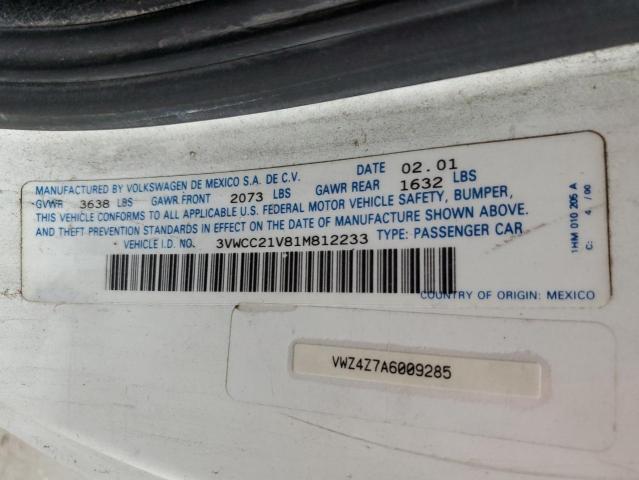 MANUFACTURED BY VOLKSWAGEN DE MEXICO S.A. DE C.V. DATE 02.01
GVWR 3638 LBS GAWR FRONT 2073 LBS GAWR REAR 1632 LBS
THIS VEHICLE CONFORMS TO ALL APPLICABLE U.S. FEDERAL MOTOR VEHICLE SAFETY, BUMPER,
AND THEFT PREVENTION STANDARDS IN EFFECT ON THE DATE OF MANUFACTURE SHOWN ABOVE.
VEHICLE I.D. NO. 3VWCC21V81M812233 TYPE: PASSENGER CAR
COUNTRY OF ORIGIN: MEXICO
1HM 010 205 A
C: 4 / 00
VWZ4Z7A6009285